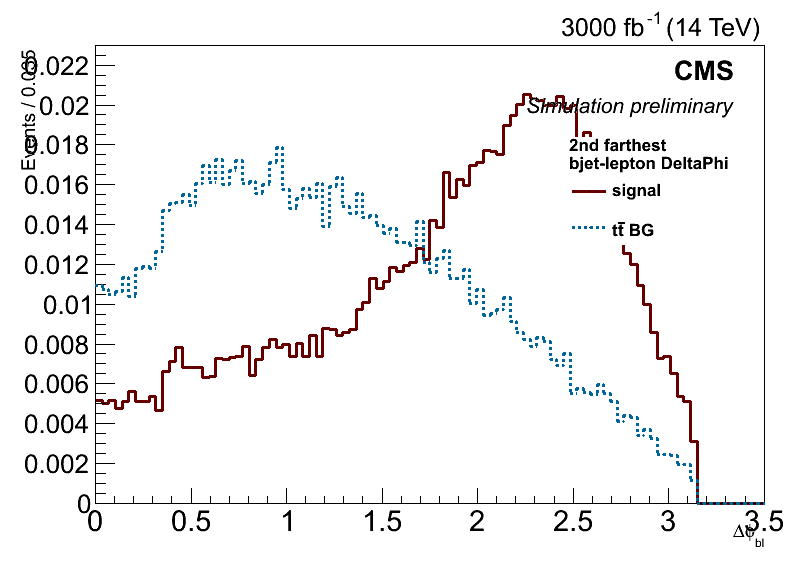 3000 fb⁻¹ (14 TeV)
Events / 0.035
CMS
Simulation preliminary
2nd farthest
bjet-lepton DeltaPhi
signal
tt̄ BG
0.022
0.02
0.018
0.016
0.014
0.012
0.01
0.008
0.006
0.004
0.002
0
0 0.5 1 1.5 2 2.5 3 3.5
Δϕbl